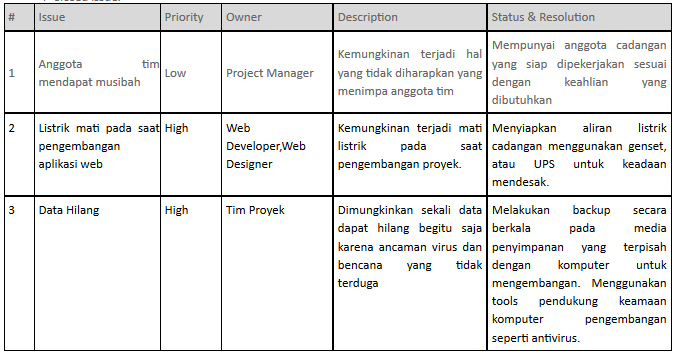 # Issue Priority Owner Description Status & Resolution
1
Anggota tim
mendapat musibah
Low
Project Manager
Kemungkinan terjadi hal
yang tidak diharapkan yang
menimpa anggota tim
Mempunyai anggota cadangan
yang siap dipekerjakan sesuai
dengan keahlian yang
dibutuhkan
2
Listrik mati pada saat
pengembangan
aplikasi web
High
Web
Developer,Web
Designer
Kemungkinan terjadi mati
listrik pada saat
pengembangan proyek.
Menyiapkan aliran listrik
cadangan menggunakan genset,
atau UPS untuk keadaan
mendesak.
3
Data Hilang
High
Tim Proyek
Dimungkinkan sekali data
dapat hilang begitu saja
karena ancaman virus dan
bencana yang tidak
terduga
Melakukan backup secara
berkala pada media
penyimpanan yang terpisah
dengan komputer untuk
mengembangan. Menggunakan
tools pendukung keamaan
komputer pengembangan
seperti antivirus.